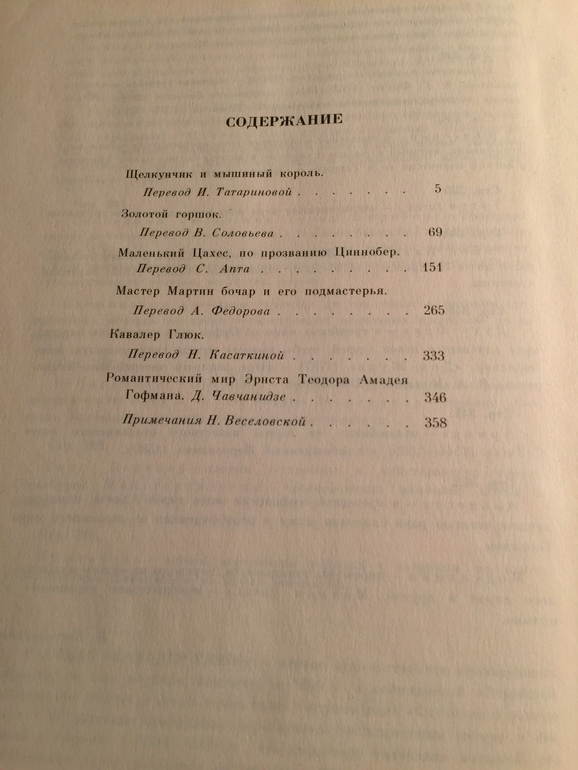 СОДЕРЖАНИЕ
Щелкунчик и мышиный король.
Перевод И. Татариновой . . . . . . 5
Золотой горшок.
Перевод В. Соловьева . . . . . . . 69
Маленький Цахес, по прозванию Циннобер.
Перевод С. Апта . . . . . . . . 151
Мастер Мартин бочар и его подмастерья.
Перевод А. Федорова . . . . . . . 265
Кавалер Глюк.
Перевод Н. Касаткиной . . . . . . 333
Романтический мир Эрнста Теодора Амадея
Гофмана. Д. Чавчанидзе . . . . . . 346
Примечания Н. Веселовской . . . . . 358